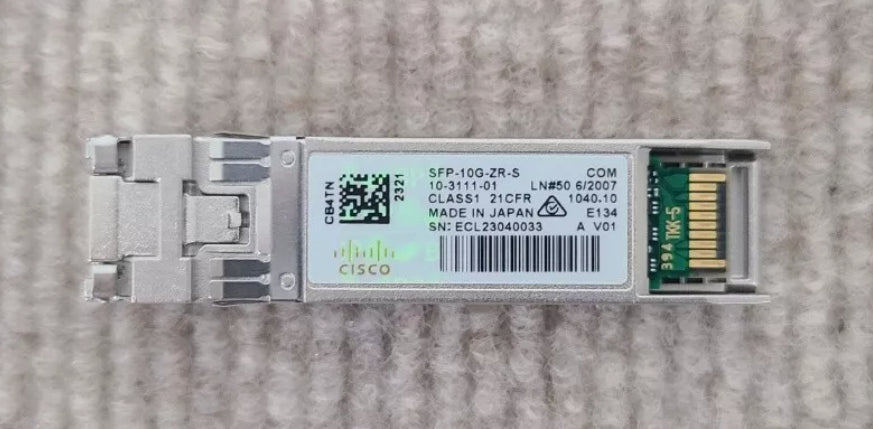 CB4TN
2321
CISCO
SFP-10G-ZR-S COM
10-3111-01 LN#50 6/2007
CLASS1 21CFR 1040.10
MADE IN JAPAN E134
SN: ECL23040033 A V01
394 TKK-5